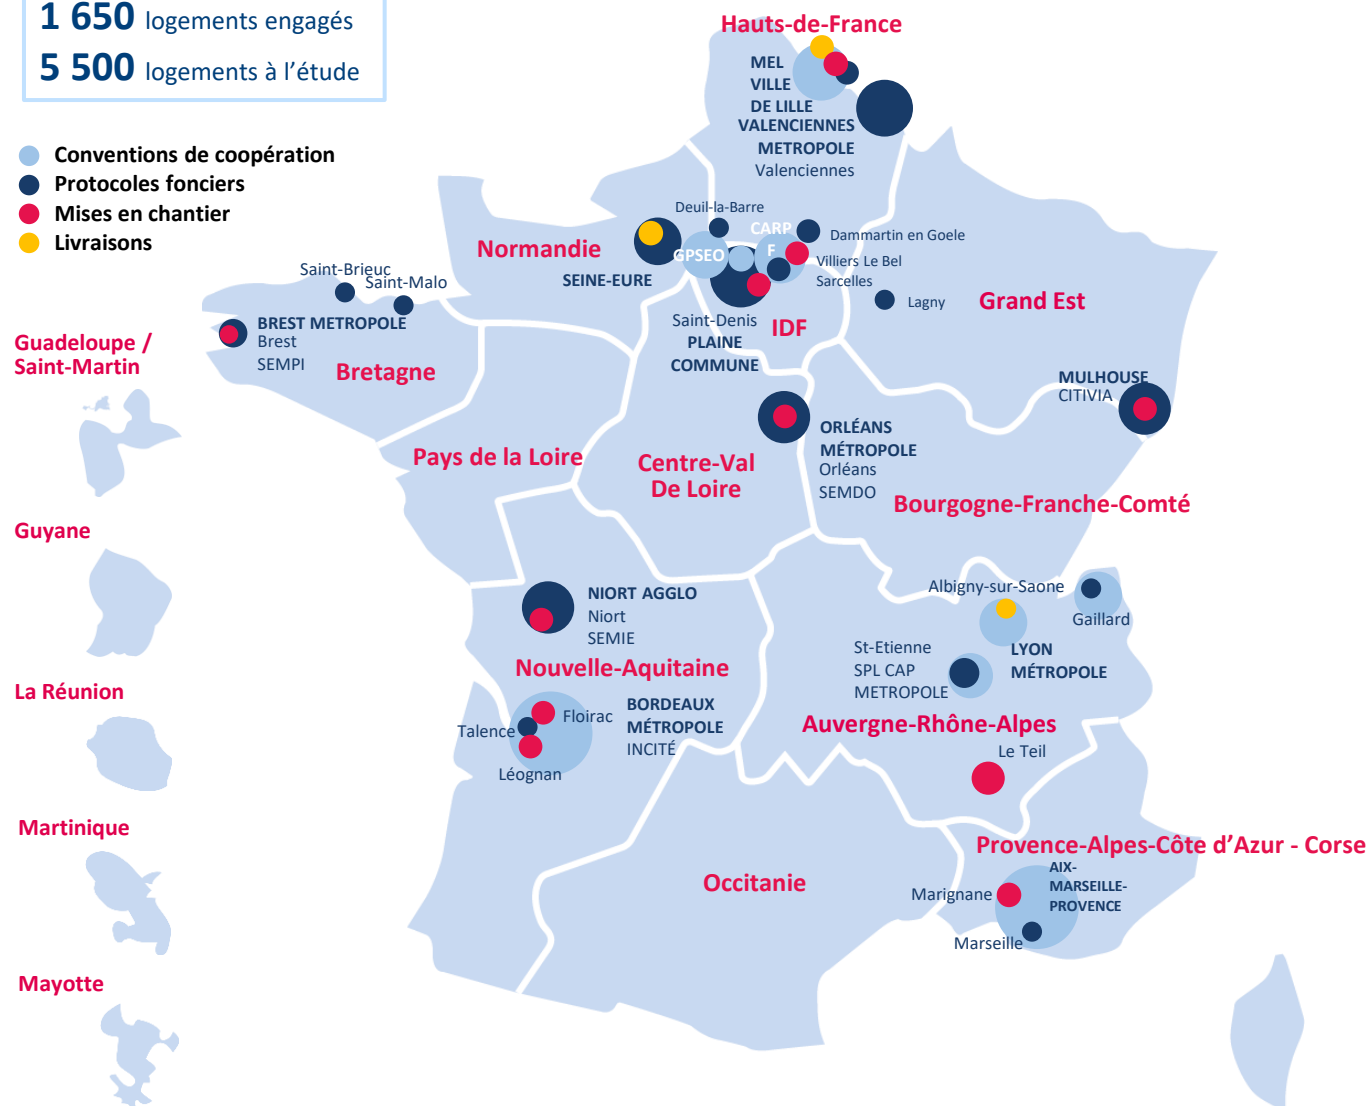 1 650 logements engagés
5 500 logements à l'étude
Conventions de coopération
Protocoles fonciers
Mises en chantier
Livraisons
Hauts-de-France
MEL
VILLE
DE LILLE
VALENCIENNES
METROPOLE
Valenciennes
Deuil-la-Barre
CARP
F
GPSEO
Dammartin en Goele
Villiers Le Bel
Sarcelles
Normandie
SEINE-EURE
Saint-Brieuc
Saint-Malo
BREST METROPOLE
Brest
SEMPI
Bretagne
Saint-Denis
PLAINE
COMMUNE
IDF
Lagny
Grand Est
MULHOUSE
CITIVIA
Guadeloupe /
Saint-Martin
Pays de la Loire
Centre-Val
De Loire
ORLÉANS
MÉTROPOLE
Orléans
SEMDO
Bourgogne-Franche-Comté
Guyane
NIORT AGGLO
Niort
SEMIE
Nouvelle-Aquitaine
Albigny-sur-Saone
Gaillard
LYON
MÉTROPOLE
St-Etienne
SPL CAP
METROPOLE
Auvergne-Rhône-Alpes
Le Teil
La Réunion
Talence
Floirac
Léognan
BORDEAUX
MÉTROPOLE
INCITÉ
Martinique
Occitanie
Provence-Alpes-Côte d'Azur - Corse
AIX-
MARSEILLE-
PROVENCE
Marignane
Marseille
Mayotte